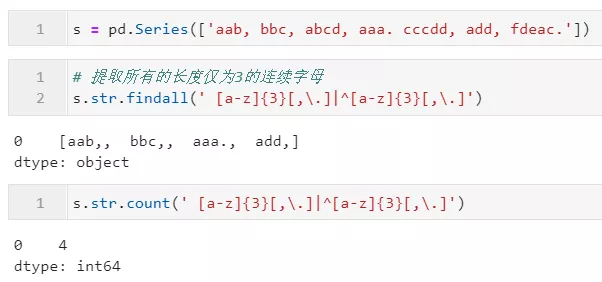 1 s = pd.Series(['aab, bbc, abcd, aaa. cccdd, add, fdeac.'])
1 # 提取所有的长度仅为3的连续字母
2 s.str.findall(' [a-z]{3}[,\.]|^[a-z]{3}[,\.]')
0    [aab,,  bbc,,  aaa.,  add,]
dtype: object
1 s.str.count(' [a-z]{3}[,\.]|^[a-z]{3}[,\.]')
0    4
dtype: int64